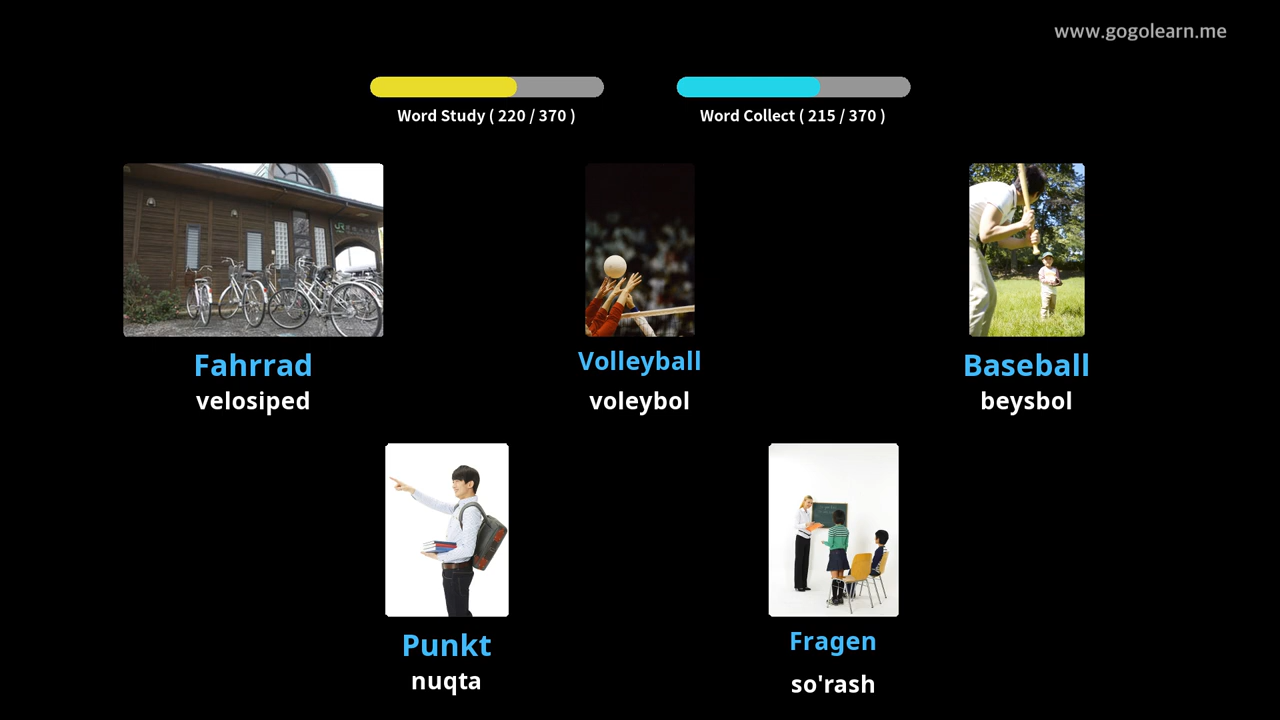 www.gogolearn.me
Word Study ( 220 / 370 )
Word Collect ( 215 / 370 )
Fahrrad
velosiped
Volleyball
voleybol
Baseball
beysbol
Punkt
nuqta
Fragen
so'rash